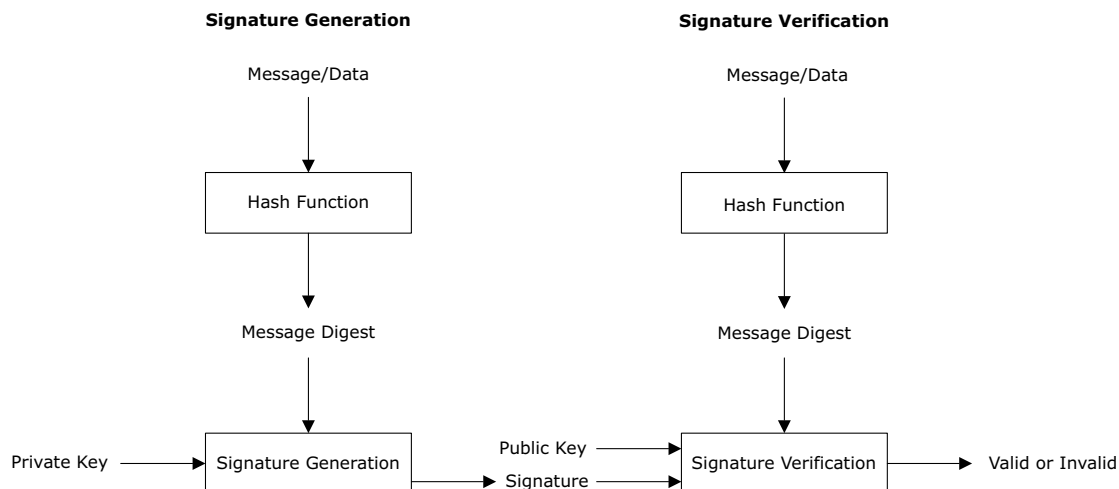 Signature Generation
Message/Data
Hash Function
Message Digest
Private Key
Signature Generation
Signature Verification
Message/Data
Hash Function
Message Digest
Public Key
Signature
Signature Verification
Valid or Invalid